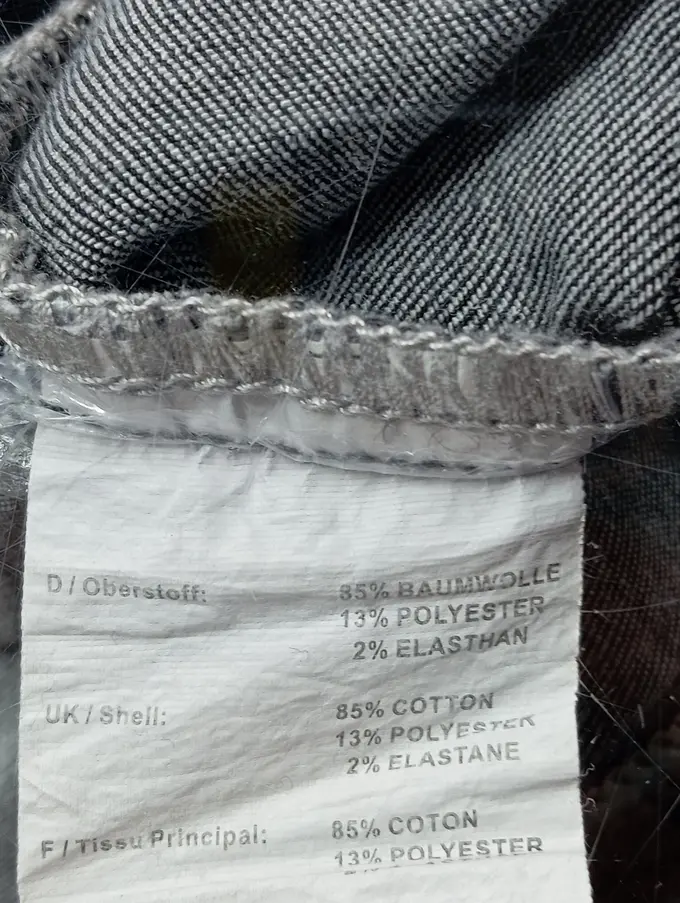 D / Oberstoff: 85% BAUMWOLLE
13% POLYESTER
2% ELASTHAN
UK / Shell: 85% COTTON
13% POLYESTER
2% ELASTANE
F / Tissu Principal: 85% COTON
13% POLYESTER